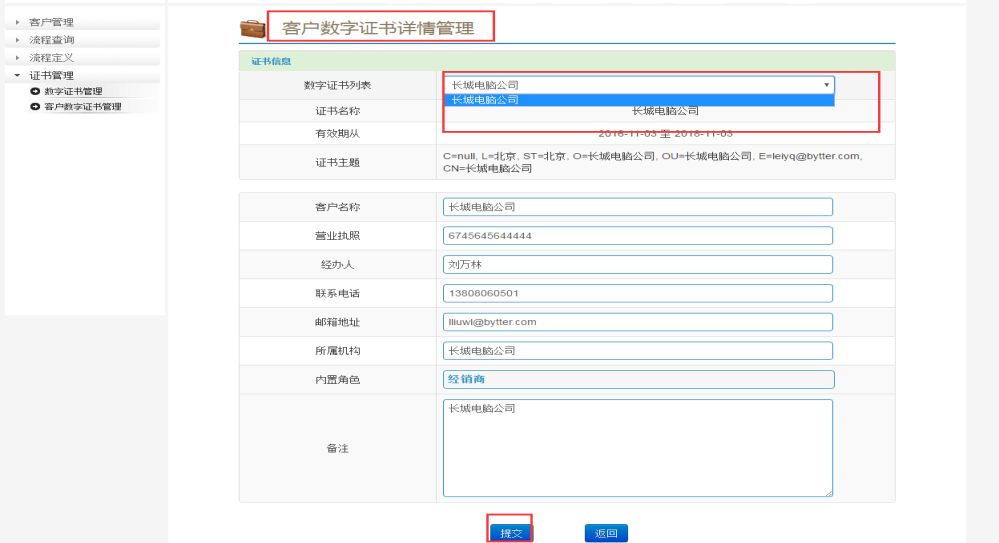 客户管理
流程查询
流程定义
证书管理
数字证书管理
客户数字证书管理
客户数字证书详情管理
证书信息
数字证书列表 长城电脑公司
长城电脑公司
证书名称 长城电脑公司
有效期从 2016-11-03 至 2018-11-03
证书主题 C=null, L=北京, ST=北京, O=长城电脑公司, OU=长城电脑公司, E=leiyq@bytter.com,
CN=长城电脑公司
客户名称 长城电脑公司
营业执照 6745645644444
经办人 刘万林
联系电话 13808060501
邮箱地址 lliuwl@bytter.com
所属机构 长城电脑公司
内置角色 经销商
备注 长城电脑公司
提交 返回